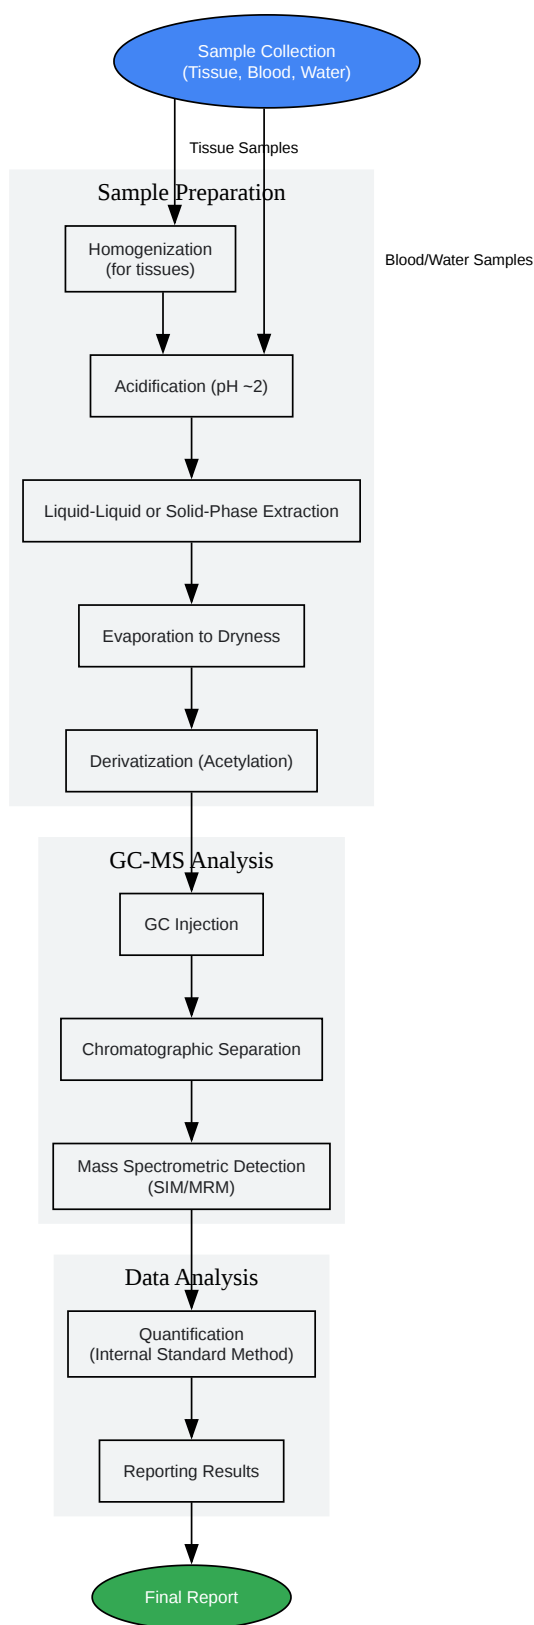 Sample Collection
(Tissue, Blood, Water)
Tissue Samples
Sample Preparation
Homogenization
(for tissues)
Blood/Water Samples
Acidification (pH ~2)
Liquid-Liquid or Solid-Phase Extraction
Evaporation to Dryness
Derivatization (Acetylation)
GC-MS Analysis
GC Injection
Chromatographic Separation
Mass Spectrometric Detection
(SIM/MRM)
Data Analysis
Quantification
(Internal Standard Method)
Reporting Results
Final Report